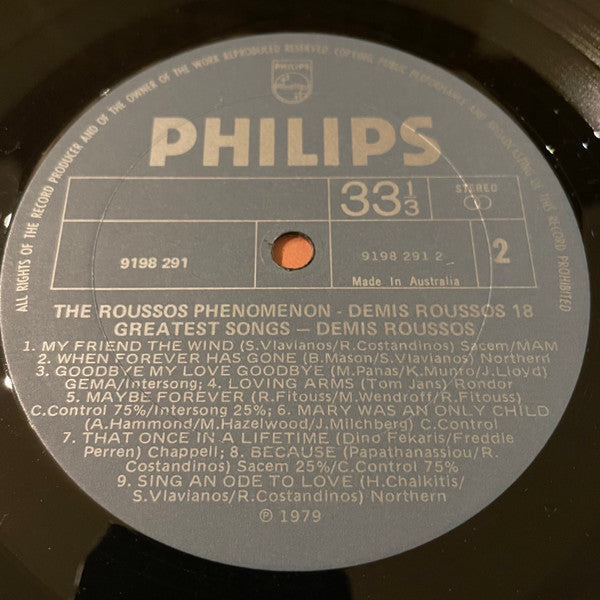 ALL RIGHTS OF THE RECORD PRODUCER AND OF THE OWNER OF THE WORK REPRODUCED RESERVED. COPYING, PUBLIC PERFORMANCE AND BROADCASTING OF THIS RECORD PROHIBITED
PHILIPS
PHILIPS
33 1/3
STEREO
9198 291
9198 291 2
2
Made In Australia
THE ROUSSOS PHENOMENON - DEMIS ROUSSOS 18
GREATEST SONGS – DEMIS ROUSSOS
1. MY FRIEND THE WIND (S.Vlavianos/R.Costandinos) Sacem/MAM
2. WHEN FOREVER HAS GONE (B.Mason/S.Vlavianos) Northern
3. GOODBYE MY LOVE GOODBYE (M.Panas/K.Munro/J.Lloyd)
GEMA/Intersong; 4. LOVING ARMS (Tom Jans) Rondor
5. MAYBE FOREVER (R.Fitouss/M.Wendroff/R.Fitouss)
C.Control 75%/Intersong 25%; 6. MARY WAS AN ONLY CHILD
(A.Hammond/M.Hazelwood/J.Milchberg) C.Control
7. THAT ONCE IN A LIFETIME (Dino Fekaris/Freddie
Perren) Chappell; 8. BECAUSE (Papathanassiou/R.
Costandinos) Sacem 25%/C.Control 75%
9. SING AN ODE TO LOVE (H.Chalkitis/
S.Vlavianos/R.Costandinos) Northern
℗ 1979